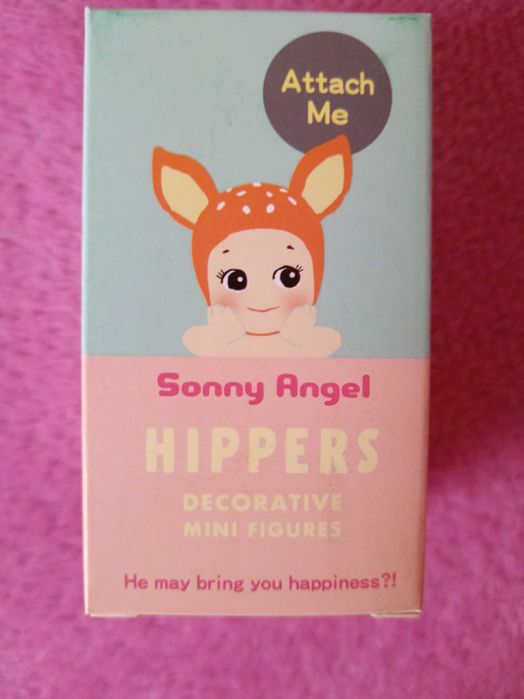 Attach
Me
Sonny Angel
HIPPERS
DECORATIVE
MINI FIGURES
He may bring you happiness?!